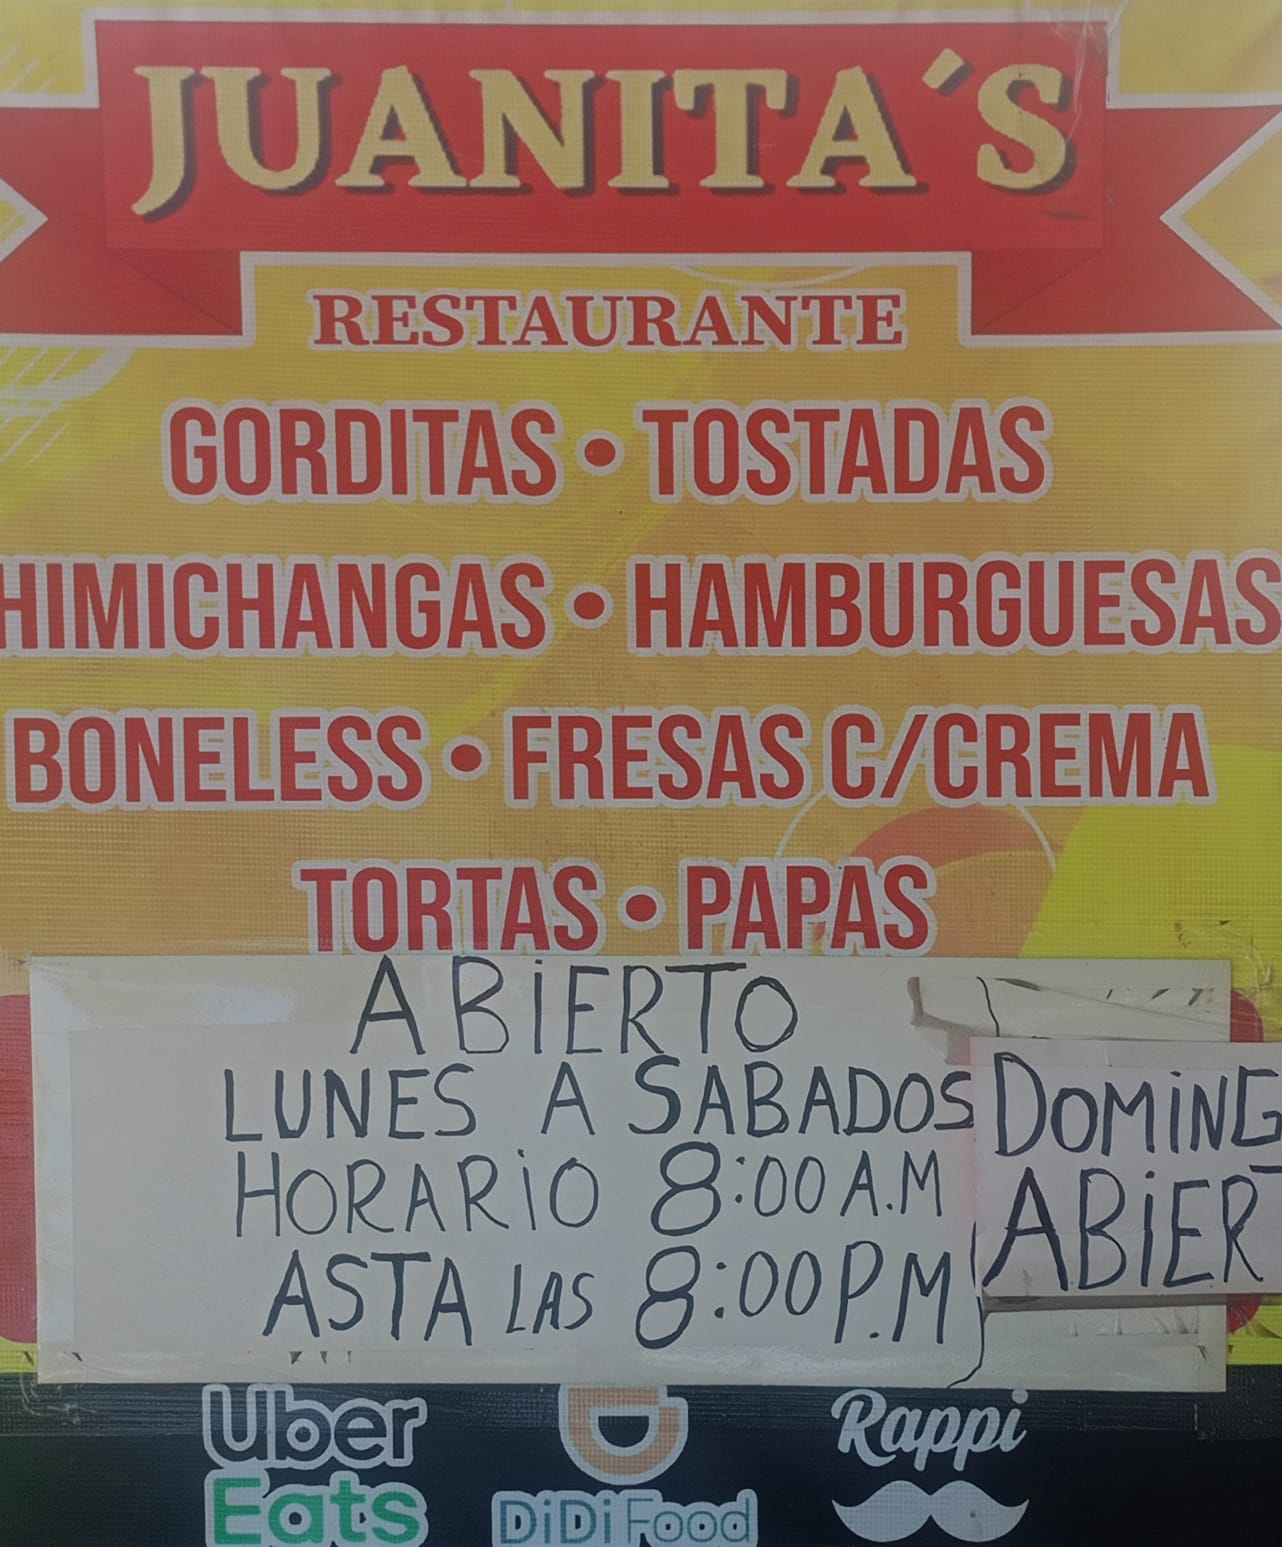 JUANITA´S
RESTAURANTE
GORDITAS • TOSTADAS
HIMICHANGAS • HAMBURGUESAS
BONELESS • FRESAS C/CREMA
TORTAS • PAPAS
ABiERTO
LUNES A SABADOS
HORARiO 8:00 A.M
ASTA LAS 8:00 P.M
DOMiNG
ABiER
Uber Eats
DiDi Food
Rappi